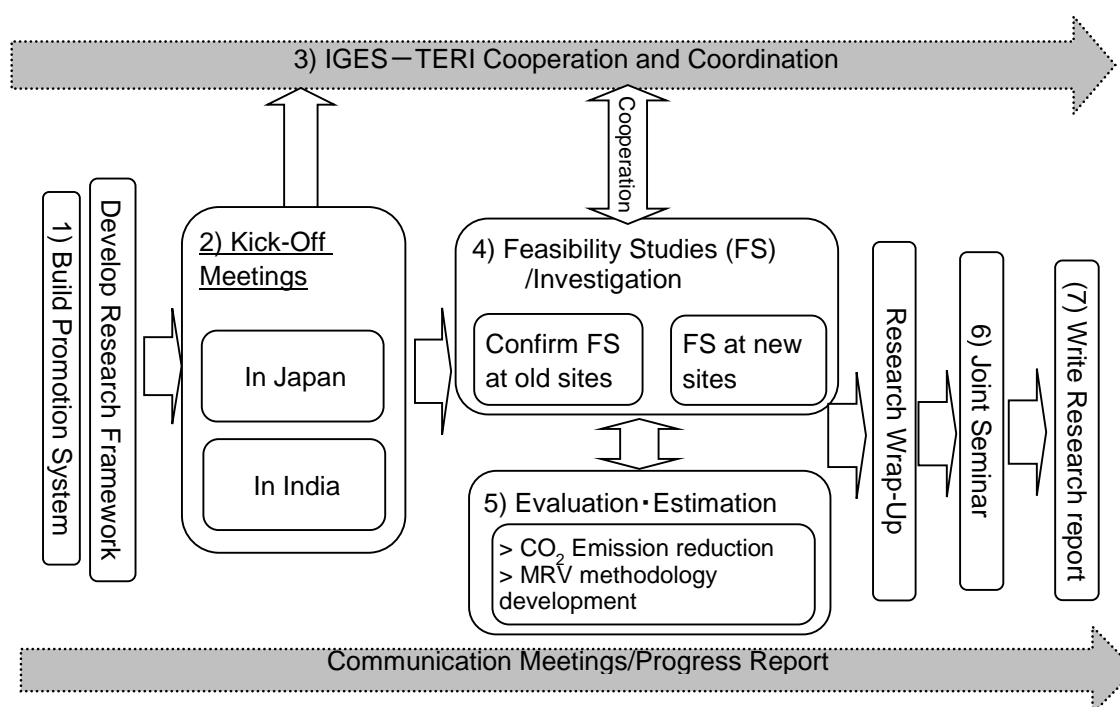 3) IGES－TERI Cooperation and Coordination
Cooperation
1) Build Promotion System
Develop Research Framework
2) Kick-Off
Meetings
In Japan
In India
4) Feasibility Studies (FS)
/Investigation
Confirm FS
at old sites
FS at new
sites
5) Evaluation・Estimation
> CO₂ Emission reduction
> MRV methodology
development
Research Wrap-Up
6) Joint Seminar
(7) Write Research report
Communication Meetings/Progress Report